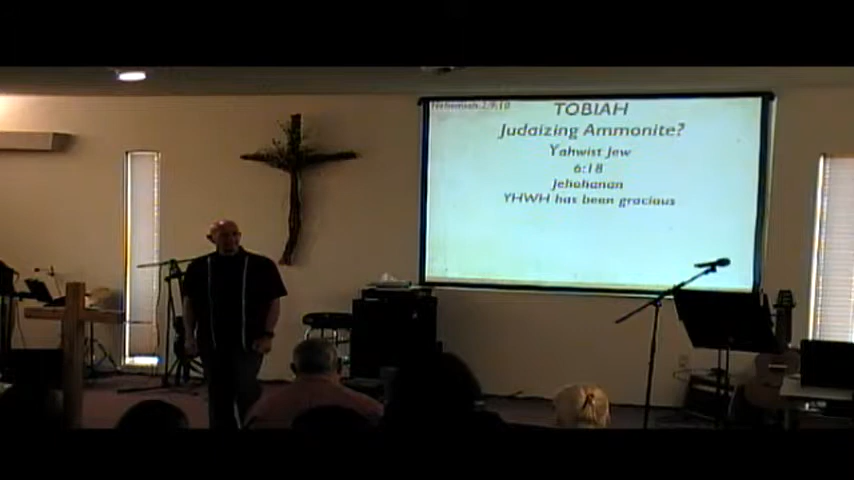 Nehemiah 2:9,10
TOBIAH
Judaizing Ammonite?
Yahwist Jew
6:18
Jehohanan
YHWH has been gracious